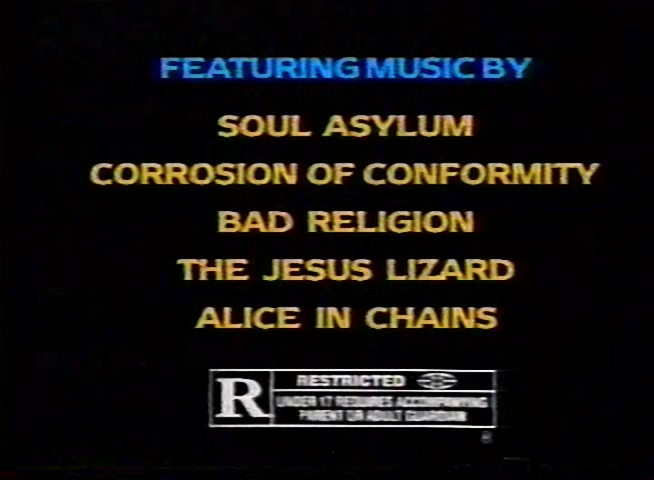 FEATURING MUSIC BY
SOUL ASYLUM
CORROSION OF CONFORMITY
BAD RELIGION
THE JESUS LIZARD
ALICE IN CHAINS
R
RESTRICTED
UNDER 17 REQUIRES ACCOMPANYING
PARENT OR ADULT GUARDIAN